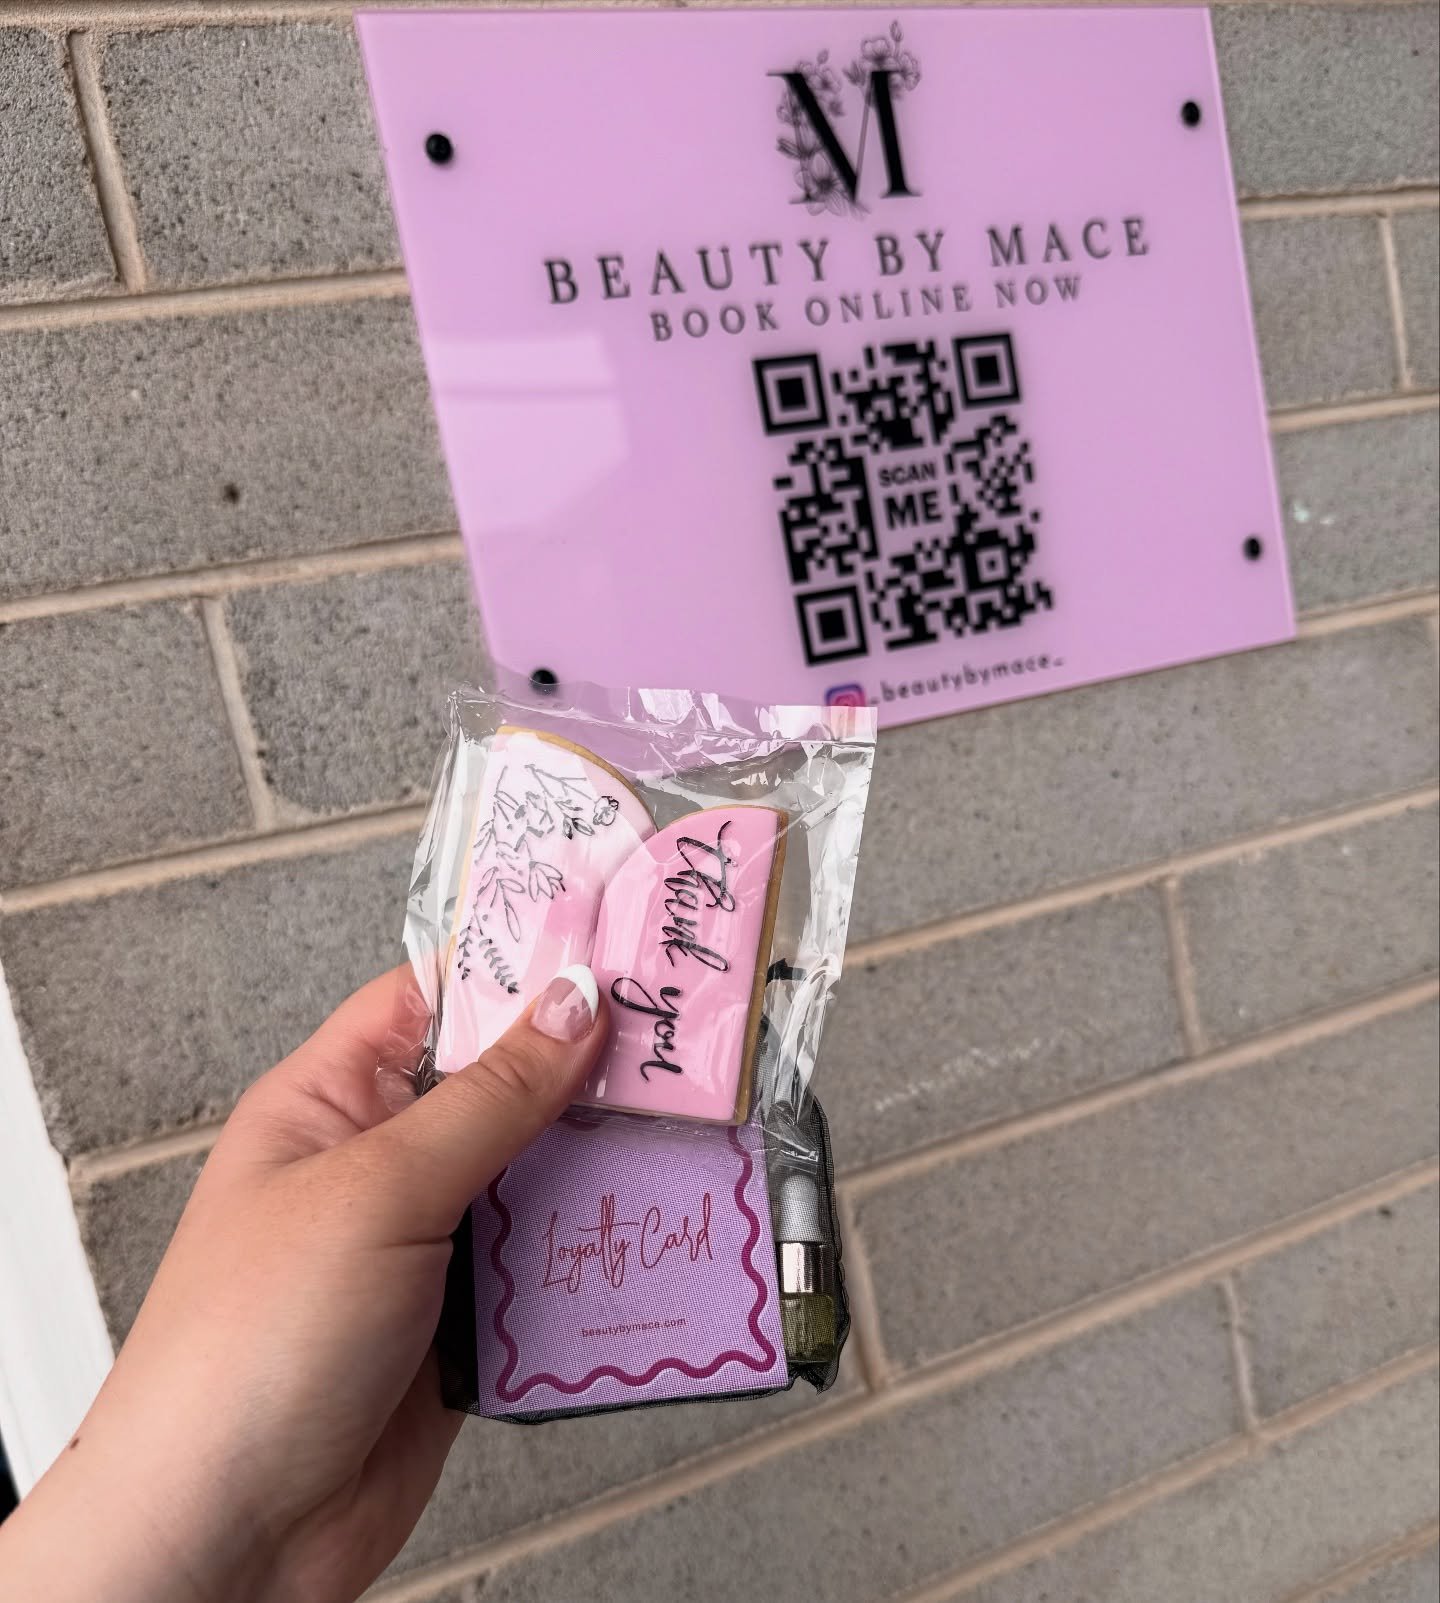 M
BEAUTY BY MACE
BOOK ONLINE NOW
SCAN
ME
_beautybymace_
thank
you
Loyalty Card
beautybymace.com